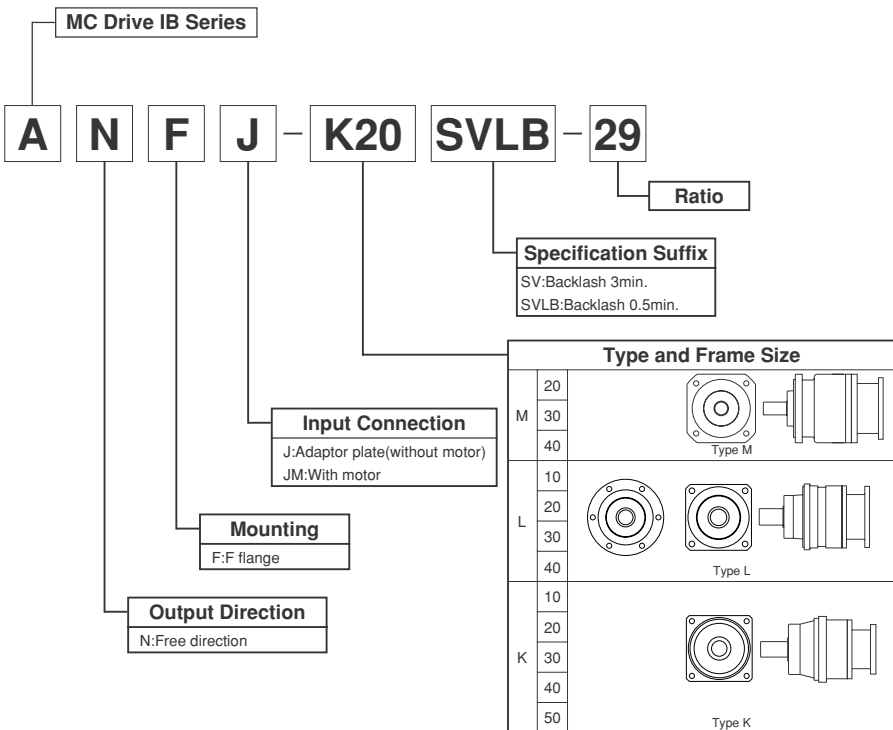 MC Drive IB Series
A N F J – K20 SVLB – 29
Ratio
Specification Suffix
SV:Backlash 3min.
SVLB:Backlash 0.5min.
Type and Frame Size
M
20
30
40
Type M
Input Connection
J:Adaptor plate(without motor)
JM:With motor
L
10
20
30
40
Type L
Mounting
F:F flange
Output Direction
N:Free direction
K
10
20
30
40
50
Type K